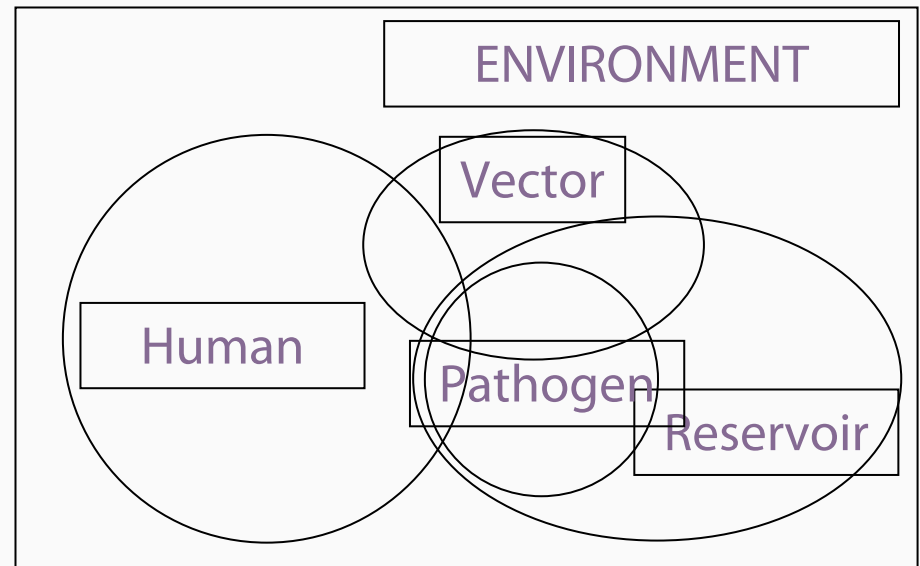 ENVIRONMENT
Vector
Human
Pathogen
Reservoir